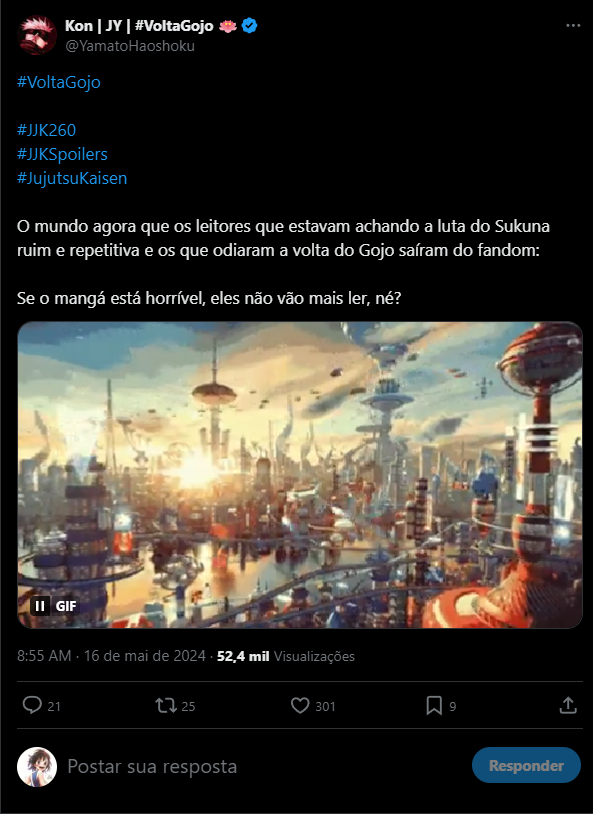 Kon | JY | #VoltaGojo 🪷
@YamatoHaoshoku
#VoltaGojo
#JJK260
#JJKSpoilers
#JujutsuKaisen
O mundo agora que os leitores que estavam achando a luta do Sukuna
ruim e repetitiva e os que odiaram a volta do Gojo saíram do fandom:
Se o mangá está horrível, eles não vão mais ler, né?
GIF
8:55 AM · 16 de mai de 2024 · 52,4 mil Visualizações
21 25 301 9
Postar sua resposta Responder